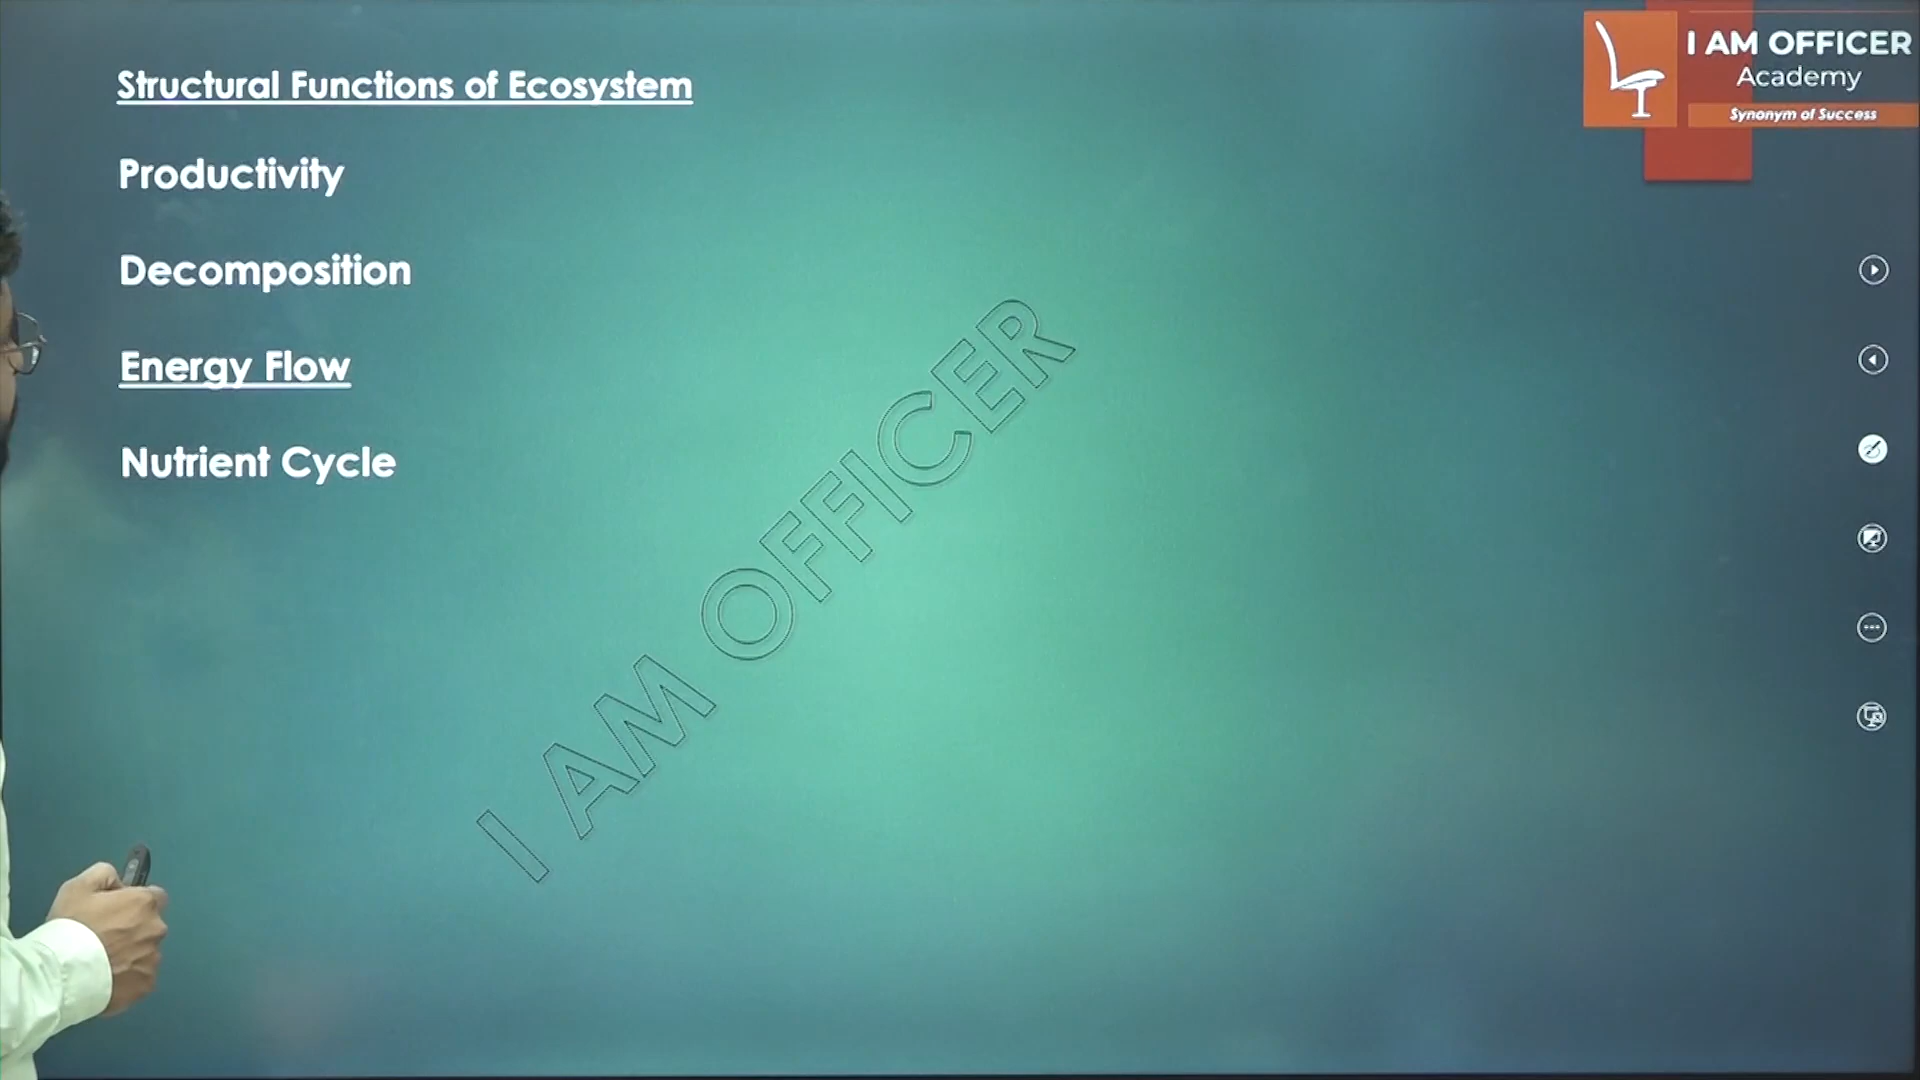 Structural Functions of Ecosystem
Productivity
Decomposition
Energy Flow
Nutrient Cycle
I AM OFFICER
Academy
Synonym of Success
I AM OFFICER